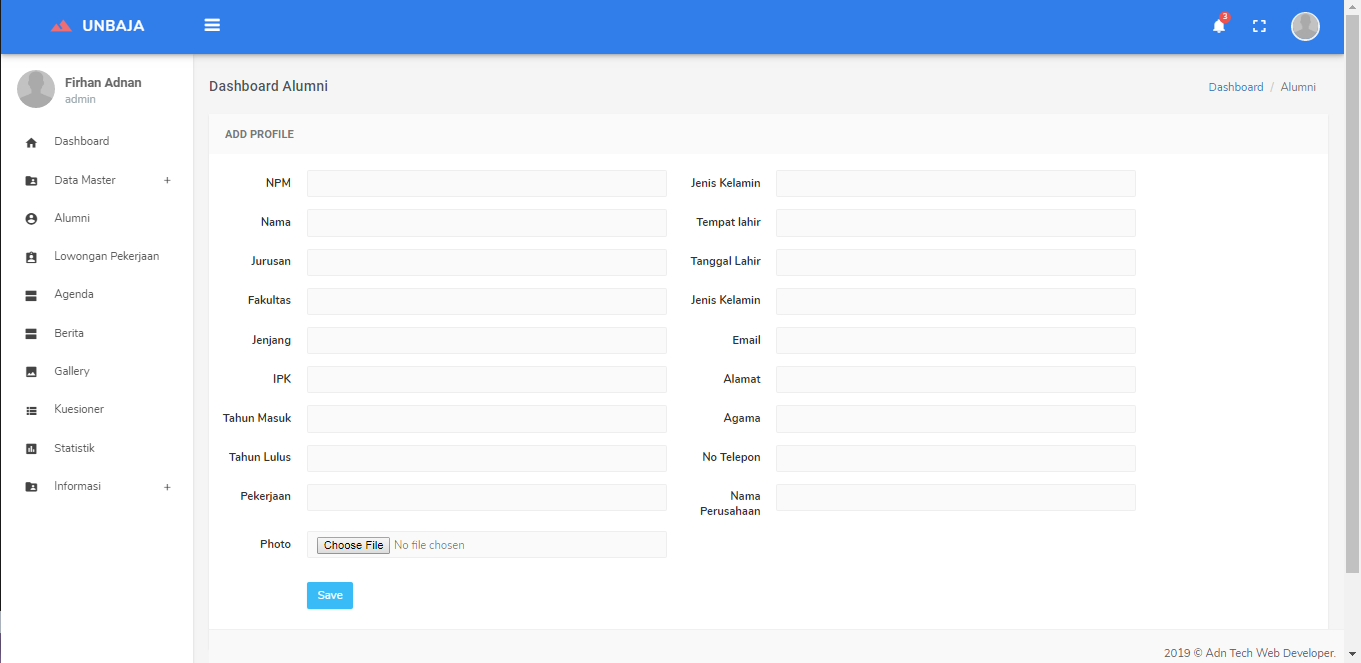 UNBAJA
3
Firhan Adnan
admin
Dashboard
Data Master +
Alumni
Lowongan Pekerjaan
Agenda
Berita
Gallery
Kuesioner
Statistik
Informasi +
Dashboard Alumni
Dashboard / Alumni
ADD PROFILE
NPM
Nama
Jurusan
Fakultas
Jenjang
IPK
Tahun Masuk
Tahun Lulus
Pekerjaan
Photo
Choose File No file chosen
Save
Jenis Kelamin
Tempat lahir
Tanggal Lahir
Jenis Kelamin
Email
Alamat
Agama
No Telepon
Nama
Perusahaan
2019 © Adn Tech Web Developer.